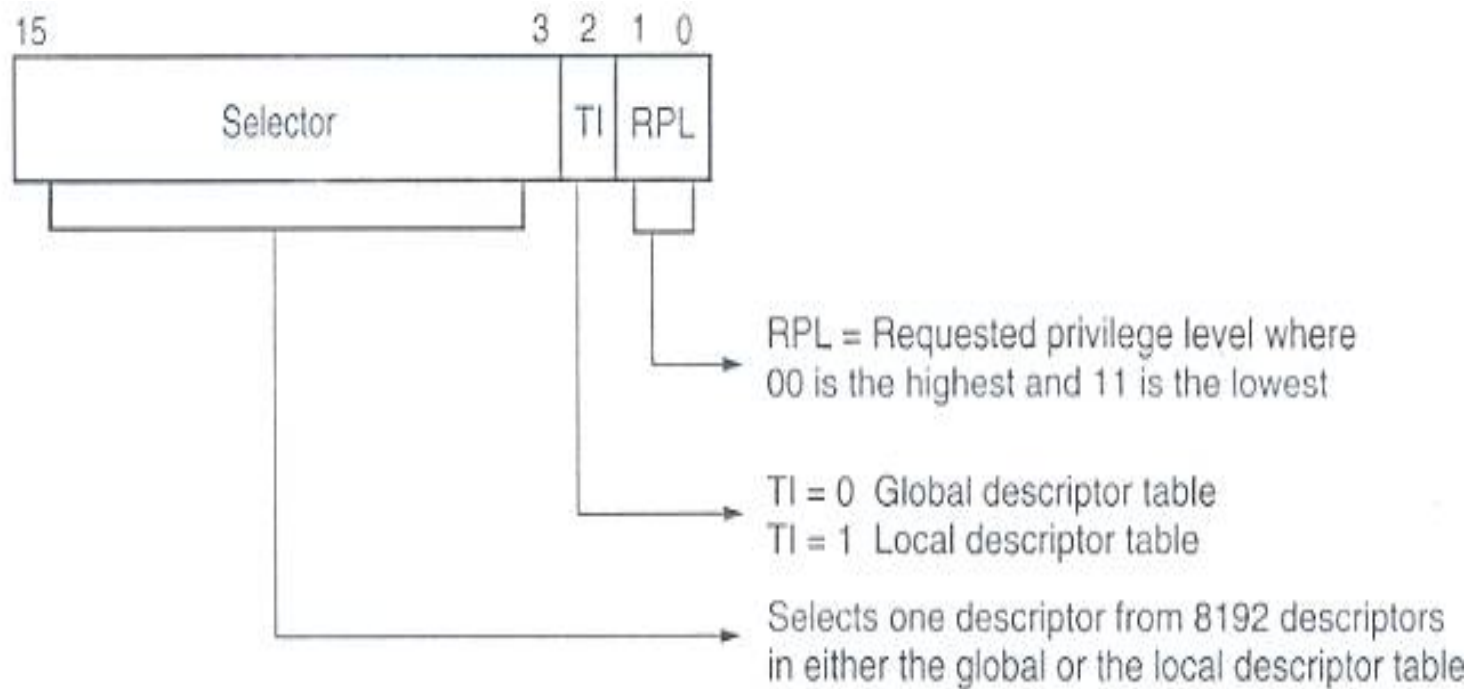 15 3 2 1 0
Selector TI RPL
RPL = Requested privilege level where
00 is the highest and 11 is the lowest
TI = 0 Global descriptor table
TI = 1 Local descriptor table
Selects one descriptor from 8192 descriptors
in either the global or the local descriptor table